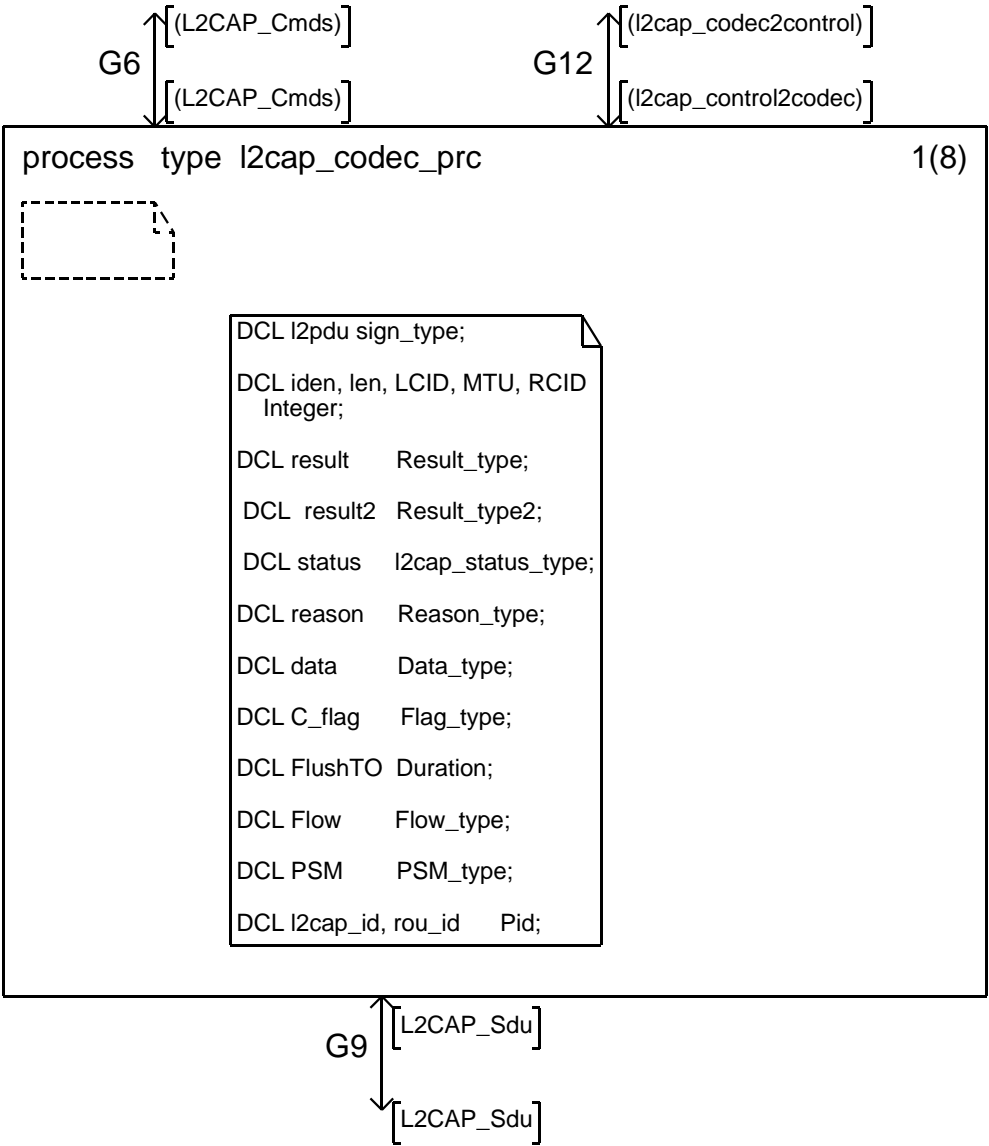 (L2CAP_Cmds)
(l2cap_codec2control)
G6
G12
(L2CAP_Cmds)
(l2cap_control2codec)
process type l2cap_codec_prc
1(8)
DCL l2pdu sign_type;
DCL iden, len, LCID, MTU, RCID
Integer;
DCL result Result_type;
DCL result2 Result_type2;
DCL status l2cap_status_type;
DCL reason Reason_type;
DCL data Data_type;
DCL C_flag Flag_type;
DCL FlushTO Duration;
DCL Flow Flow_type;
DCL PSM PSM_type;
DCL l2cap_id, rou_id Pid;
L2CAP_Sdu
G9
L2CAP_Sdu